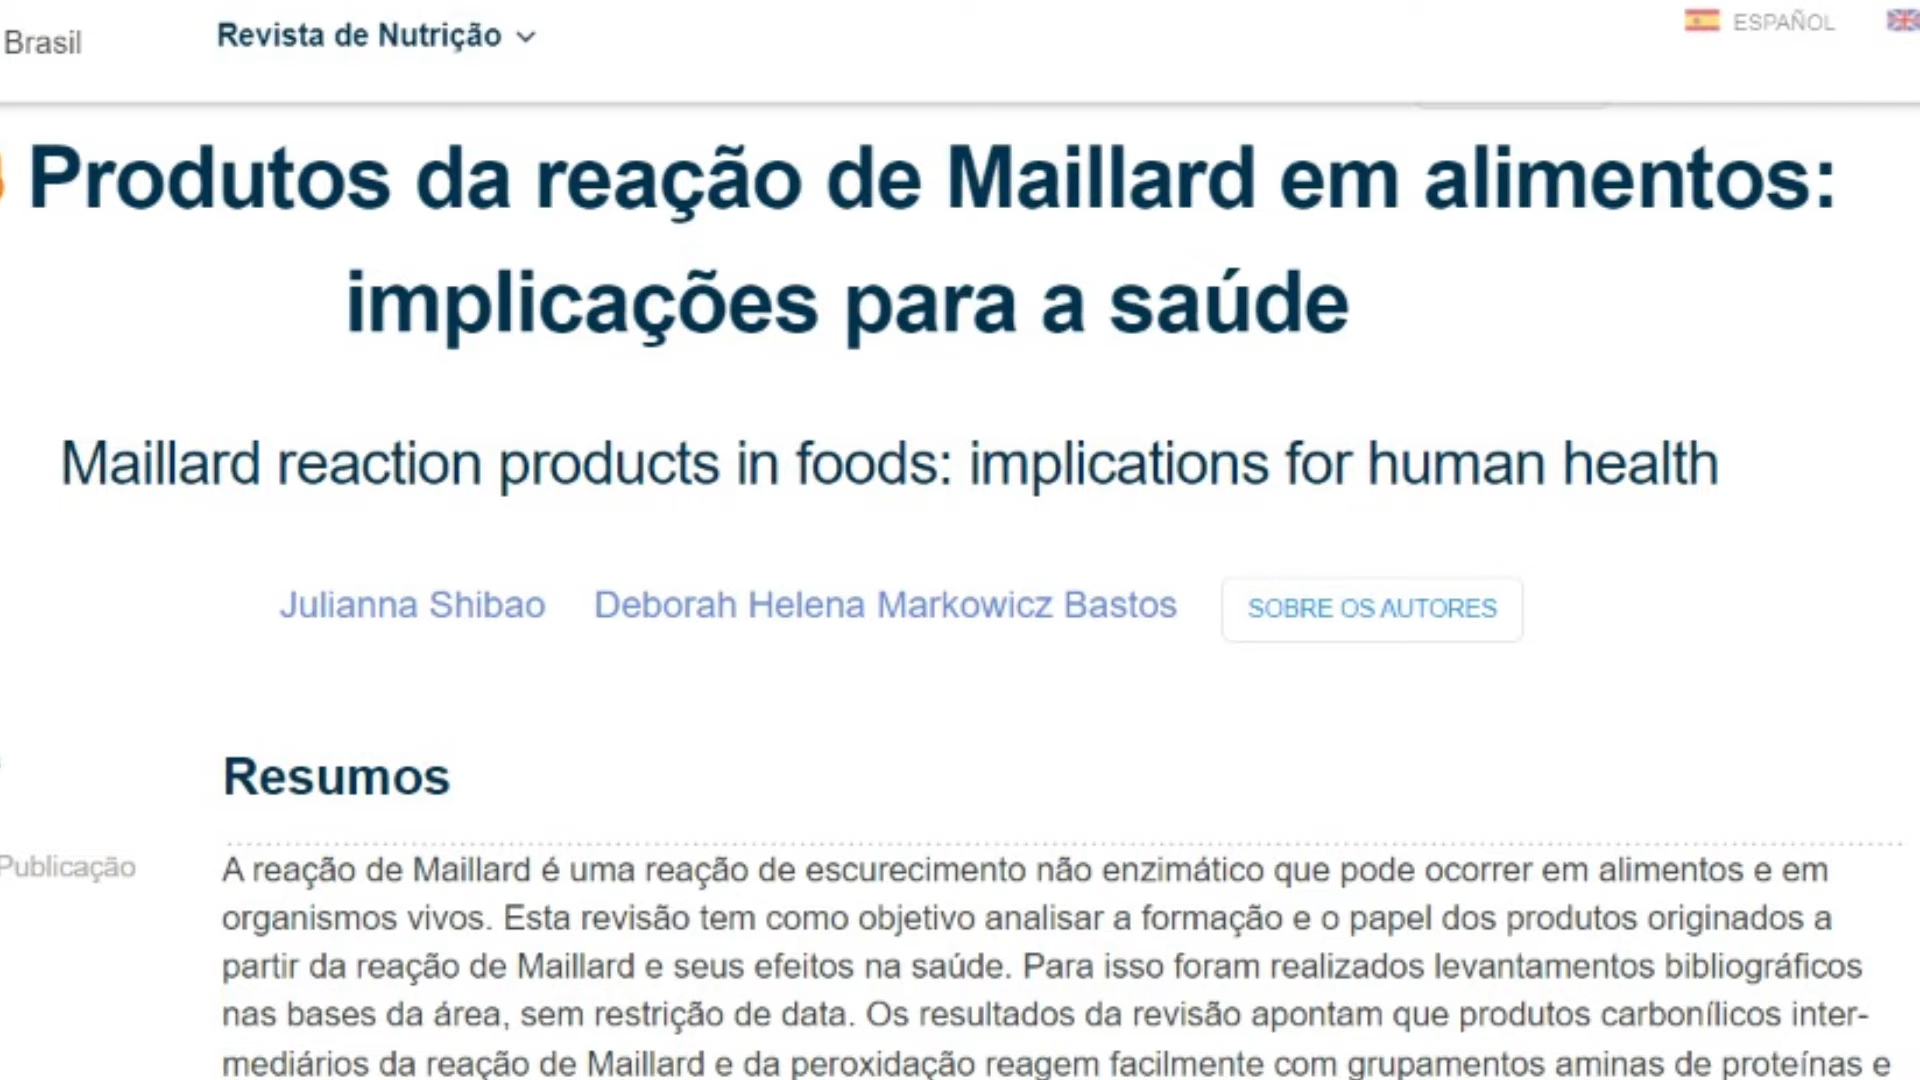 Brasil
Revista de Nutrição
ESPAÑOL
Produtos da reação de Maillard em alimentos:
implicações para a saúde
Maillard reaction products in foods: implications for human health
Julianna Shibao Deborah Helena Markowicz Bastos SOBRE OS AUTORES
Resumos
Publicação
A reação de Maillard é uma reação de escurecimento não enzimático que pode ocorrer em alimentos e em
organismos vivos. Esta revisão tem como objetivo analisar a formação e o papel dos produtos originados a
partir da reação de Maillard e seus efeitos na saúde. Para isso foram realizados levantamentos bibliográficos
nas bases da área, sem restrição de data. Os resultados da revisão apontam que produtos carbonílicos inter-
mediários da reação de Maillard e da peroxidação reagem facilmente com grupamentos aminas de proteínas e